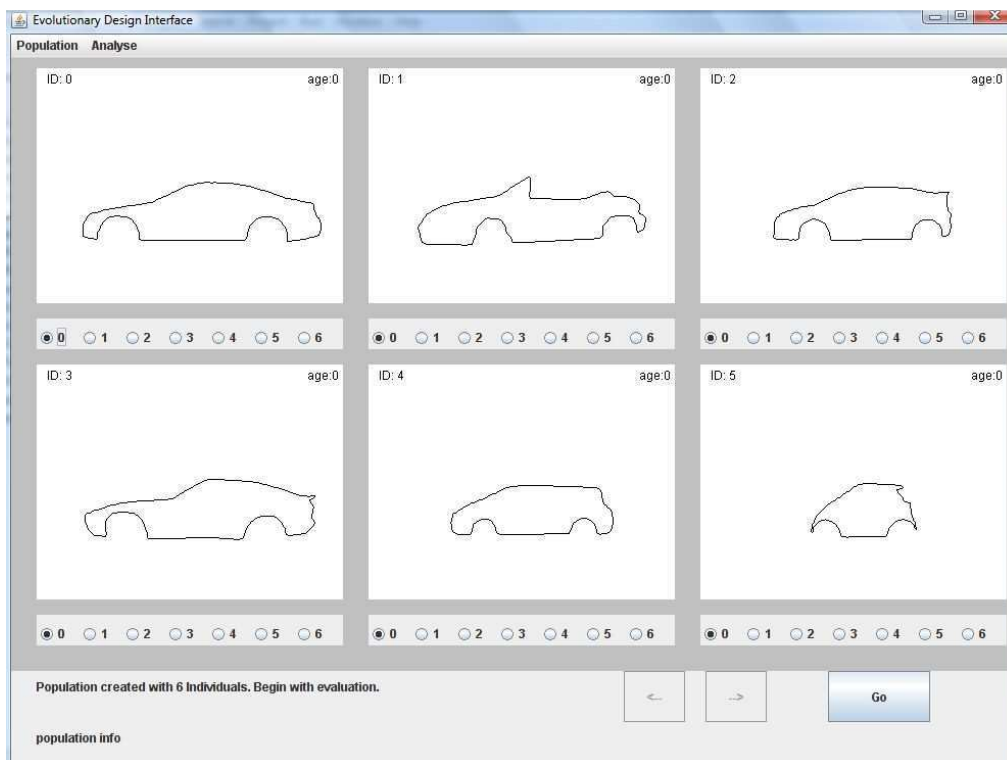 Evolutionary Design Interface
Population Analyse
ID: 0 age:0
ID: 1 age:0
ID: 2 age:0
0 1 2 3 4 5 6
0 1 2 3 4 5 6
0 1 2 3 4 5 6
ID: 3 age:0
ID: 4 age:0
ID: 5 age:0
0 1 2 3 4 5 6
0 1 2 3 4 5 6
0 1 2 3 4 5 6
Population created with 6 Individuals. Begin with evaluation.
<-- --> Go
population info